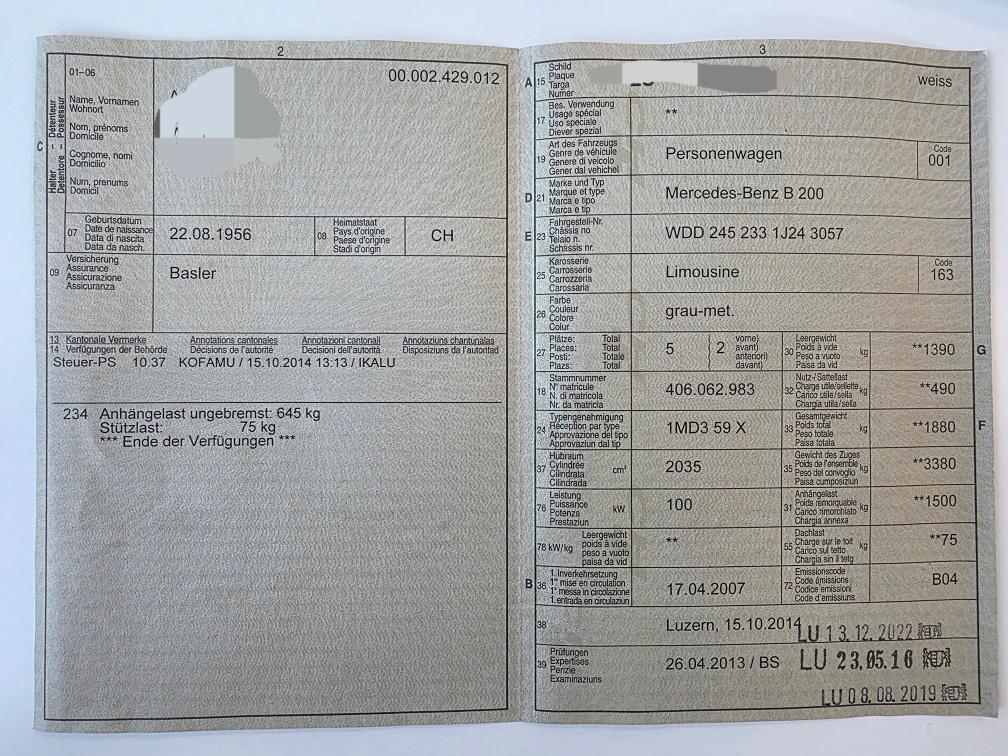 2
01–06
00.002.429.012
Détenteur
Possessur
C
Halter
Detentore
Name, Vornamen
Wohnort
Nom, prénoms
Domicile
Cognome, nomi
Domicilio
Num, prenums
Domicil
07
Geburtsdatum
Date de naissance
Data di nascita
Data da nasch.
22.08.1956
08
Heimatstaat
Pays d'origine
Paese d'origine
Stadi d'origin
CH
09
Versicherung
Assurance
Assicurazione
Assicuranza
Basler
13 Kantonale Vermerke Annotations cantonales Annotazioni cantonali Annotaziuns chantunalas
14 Verfügungen der Behörde Décisions de l'autorité Decisioni dell'autorità Disposiziuns da l'autoritad
Steuer-PS 10.37 KOFAMU / 15.10.2014 13:13 / IKALU
234 Anhängelast ungebremst: 645 kg
Stützlast: 75 kg
*** Ende der Verfügungen ***
3
A 15
Schild
Plaque
Targa
Numer
weiss
17
Bes. Verwendung
Usage spécial
Uso speciale
Diever spezial
**
19
Art des Fahrzeugs
Genre de véhicule
Genere di veicolo
Gener dal vehichel
Personenwagen
Code
001
D 21
Marke und Typ
Marque et type
Marca e tipo
Marca e tip
Mercedes-Benz B 200
E 23
Fahrgestell-Nr.
Châssis no
Telaio n.
Schassis nr.
WDD 245 233 1J24 3057
25
Karosserie
Carrosserie
Carrozzeria
Carossaria
Limousine
Code
163
26
Farbe
Couleur
Colore
Colur
grau-met.
27
Plätze: Total
Places: Total
Posti: Totale
Plazs: Total
5
2
vorne)
avant)
anteriori)
davant)
30
Leergewicht
Poids à vide
Peso a vuoto
Paisa da vid
kg
**1390
G
18
Stammnummer
N° matricule
N. di matricola
Nr. da matricla
406.062.983
32
Nutz-/Sattellast
Charge utile/sellette
Carico utile/sella
Chargia utila/sella
kg
**490
24
Typengenehmigung
Réception par type
Approvazione del tipo
Approvaziun dal tip
1MD3 59 X
33
Gesamtgewicht
Poids total
Peso totale
Paisa totala
kg
**1880
F
37
Hubraum
Cylindrée
Cilindrata
Cilindrada
cm³
2035
35
Gewicht des Zuges
Poids de l'ensemble
Peso del convoglio
Paisa cumposiziun
kg
**3380
76
Leistung
Puissance
Potenza
Prestaziun
kW
100
31
Anhängelast
Poids remorquable
Carico rimorchiato
Chargia annexa
kg
**1500
78 kW/kg
Leergewicht
poids à vide
peso a vuoto
paisa da vid
**
55
Dachlast
Charge sur le toit
Carico sul tetto
Chargia sin il tetg
kg
**75
B 36
1. Inverkehrsetzung
1re mise en circulation
1a messa in circolazione
1. entrada en circulaziun
17.04.2007
72
Emissionscode
Code émissions
Codice emissioni
Code d'emissiuns
B04
38
Luzern, 15.10.2014
LU 13.12.2022
39
Prüfungen
Expertises
Perizie
Examinaziuns
26.04.2013 / BS
LU 23.05.16
LU 08.08.2019